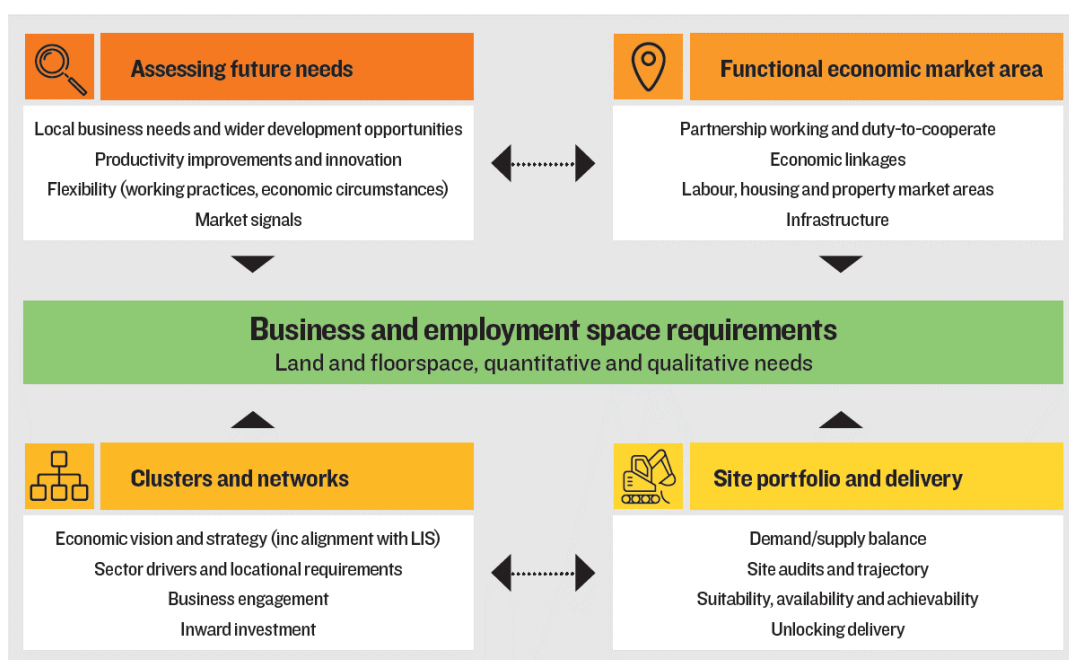 Assessing future needs
Local business needs and wider development opportunities
Productivity improvements and innovation
Flexibility (working practices, economic circumstances)
Market signals
Functional economic market area
Partnership working and duty-to-cooperate
Economic linkages
Labour, housing and property market areas
Infrastructure
Business and employment space requirements
Land and floorspace, quantitative and qualitative needs
Clusters and networks
Economic vision and strategy (inc alignment with LIS)
Sector drivers and locational requirements
Business engagement
Inward investment
Site portfolio and delivery
Demand/supply balance
Site audits and trajectory
Suitability, availability and achievability
Unlocking delivery